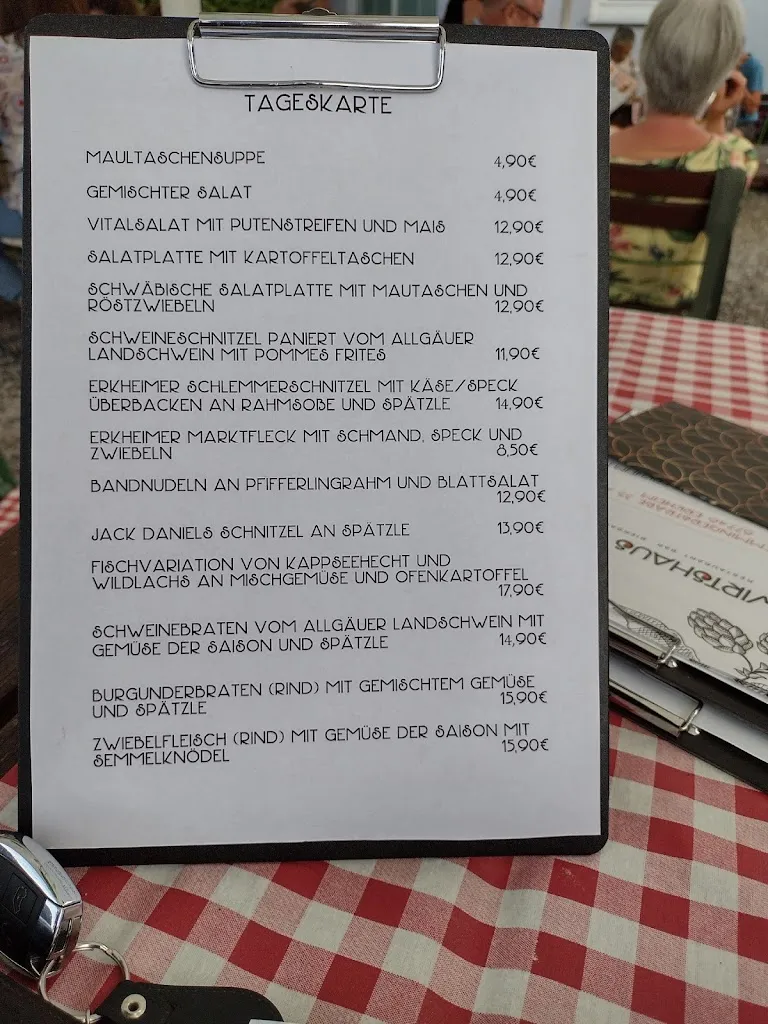 TAGESKARTE
MAULTASCHENSUPPE 4,90€
GEMISCHTER SALAT 4,90€
VITALSALAT MIT PUTENSTREIFEN UND MAIS 12,90€
SALATPLATTE MIT KARTOFFELTASCHEN 12,90€
SCHWÄBISCHE SALATPLATTE MIT MAUTASCHEN UND
RÖSTZWIEBELN 12,90€
SCHWEINESCHNITZEL PANIERT VOM ALLGÄUER
LANDSCHWEIN MIT POMMES FRITES 11,90€
ERKHEIMER SCHLEMMERSCHNITZEL MIT KÄSE/SPECK
ÜBERBACKEN AN RAHMSOßE UND SPÄTZLE 14,90€
ERKHEIMER MARKTFLECK MIT SCHMAND, SPECK UND
ZWIEBELN 8,50€
BANDNUDELN AN PFIFFERLINGRAHM UND BLATTSALAT
12,90€
JACK DANIELS SCHNITZEL AN SPÄTZLE 13,90€
FISCHVARIATION VON KAPPSEEHECHT UND
WILDLACHS AN MISCHGEMÜSE UND OFENKARTOFFEL
17,90€
SCHWEINEBRATEN VOM ALLGÄUER LANDSCHWEIN MIT
GEMÜSE DER SAISON UND SPÄTZLE 14,90€
BURGUNDERBRATEN (RIND) MIT GEMISCHTEM GEMÜSE
UND SPÄTZLE 15,90€
ZWIEBELFLEISCH (RIND) MIT GEMÜSE DER SAISON MIT
SEMMELKNÖDEL 15,90€
WIRTSHAUS
RESTAURANT BAR